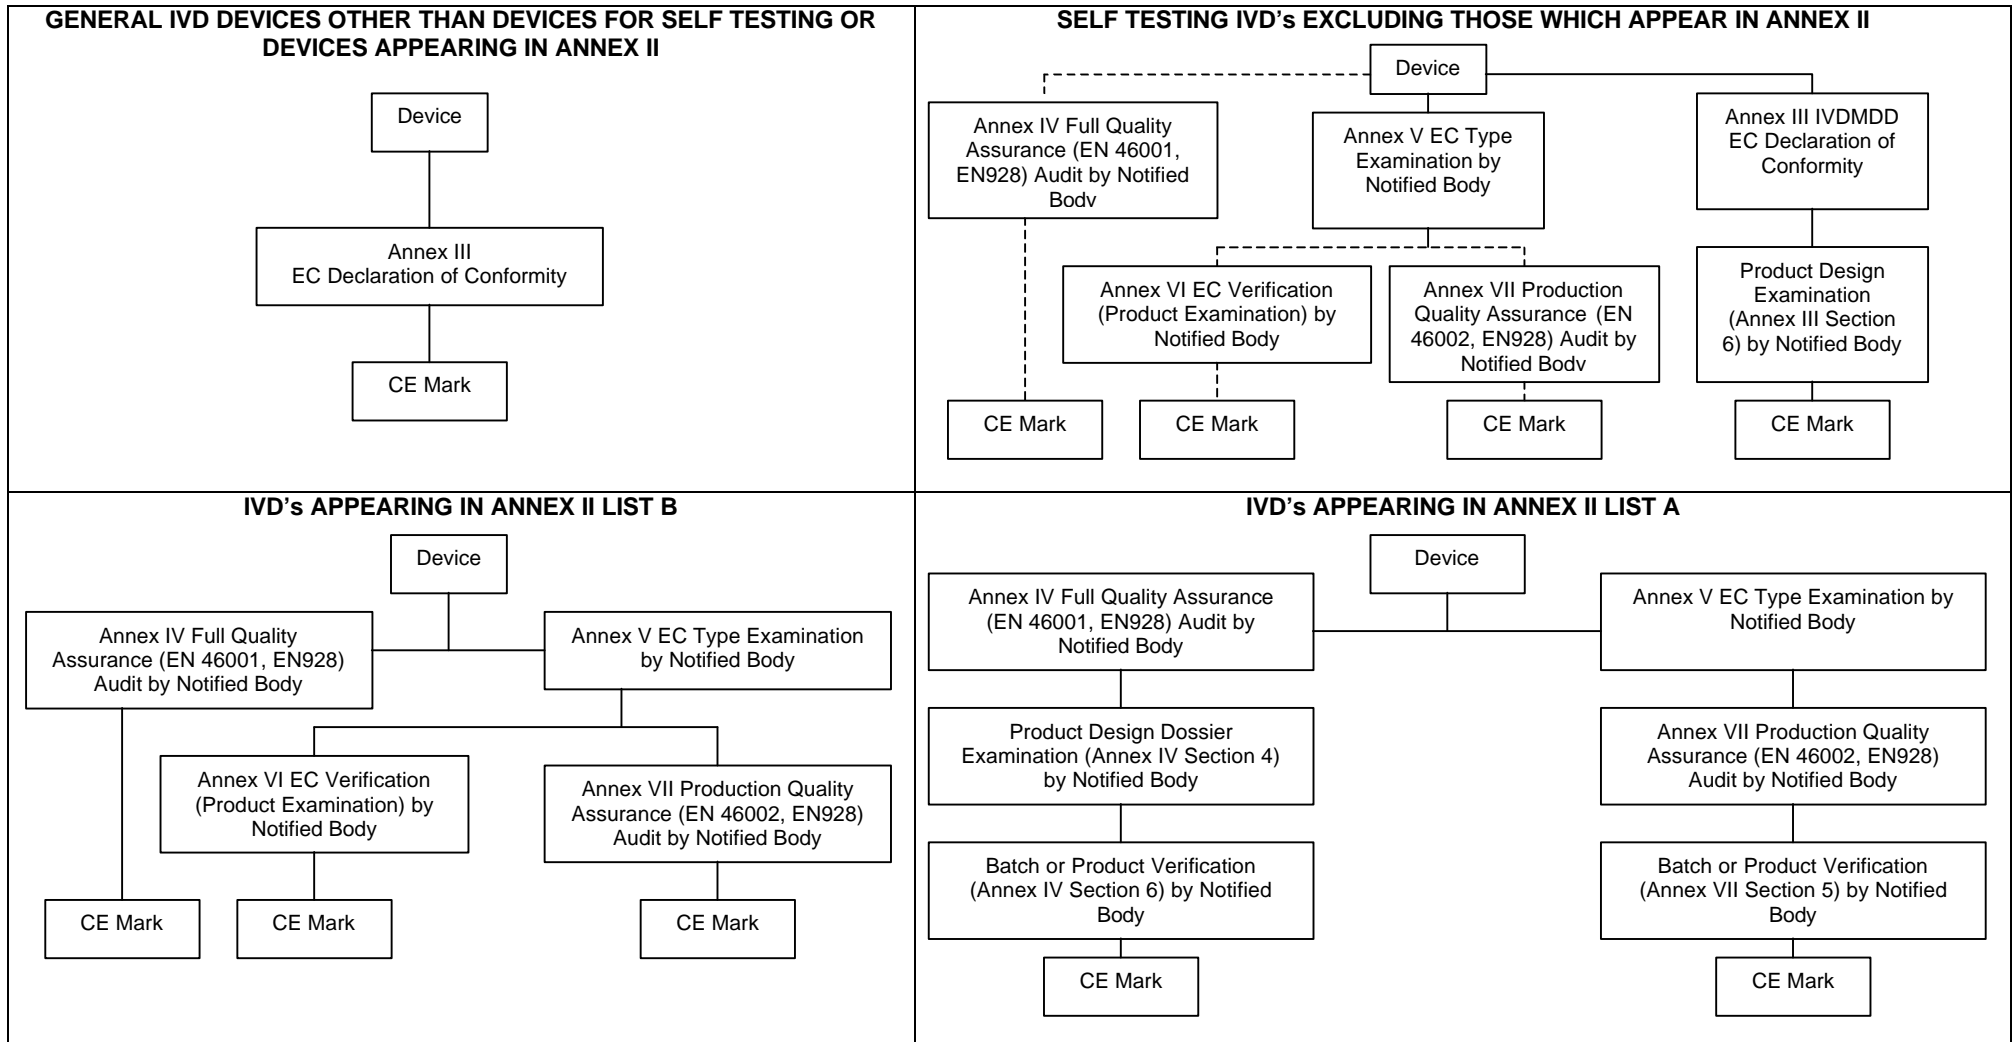 GENERAL IVD DEVICES OTHER THAN DEVICES FOR SELF TESTING OR
DEVICES APPEARING IN ANNEX II
Device
Annex III
EC Declaration of Conformity
CE Mark
SELF TESTING IVD's EXCLUDING THOSE WHICH APPEAR IN ANNEX II
Device
Annex IV Full Quality
Assurance (EN 46001,
EN928) Audit by Notified
Body
Annex V EC Type
Examination by
Notified Body
Annex III IVDMDD
EC Declaration of
Conformity
Annex VI EC Verification
(Product Examination) by
Notified Body
Annex VII Production
Quality Assurance (EN
46002, EN928) Audit by
Notified Body
Product Design
Examination
(Annex III Section
6) by Notified Body
CE Mark
CE Mark
CE Mark
CE Mark
IVD's APPEARING IN ANNEX II LIST B
Device
Annex IV Full Quality
Assurance (EN 46001, EN928)
Audit by Notified Body
Annex V EC Type Examination
by Notified Body
Annex VI EC Verification
(Product Examination) by
Notified Body
Annex VII Production Quality
Assurance (EN 46002, EN928)
Audit by Notified Body
CE Mark
CE Mark
CE Mark
IVD's APPEARING IN ANNEX II LIST A
Device
Annex IV Full Quality Assurance
(EN 46001, EN928) Audit by
Notified Body
Annex V EC Type Examination by
Notified Body
Product Design Dossier
Examination (Annex IV Section 4)
by Notified Body
Annex VII Production Quality
Assurance (EN 46002, EN928)
Audit by Notified Body
Batch or Product Verification
(Annex IV Section 6) by Notified
Body
Batch or Product Verification
(Annex VII Section 5) by Notified
Body
CE Mark
CE Mark